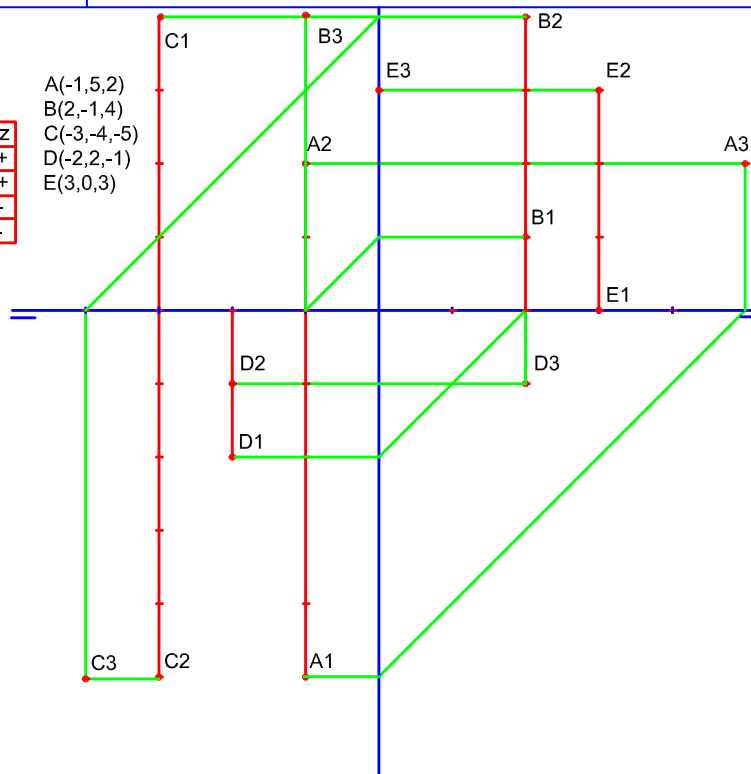 C1
B3
B2
A(-1,5,2)
B(2,-1,4)
C(-3,-4,-5)
D(-2,2,-1)
E(3,0,3)
z
+
+
-
-
E3
E2
A2
A3
B1
E1
D2
D3
D1
C3
C2
A1